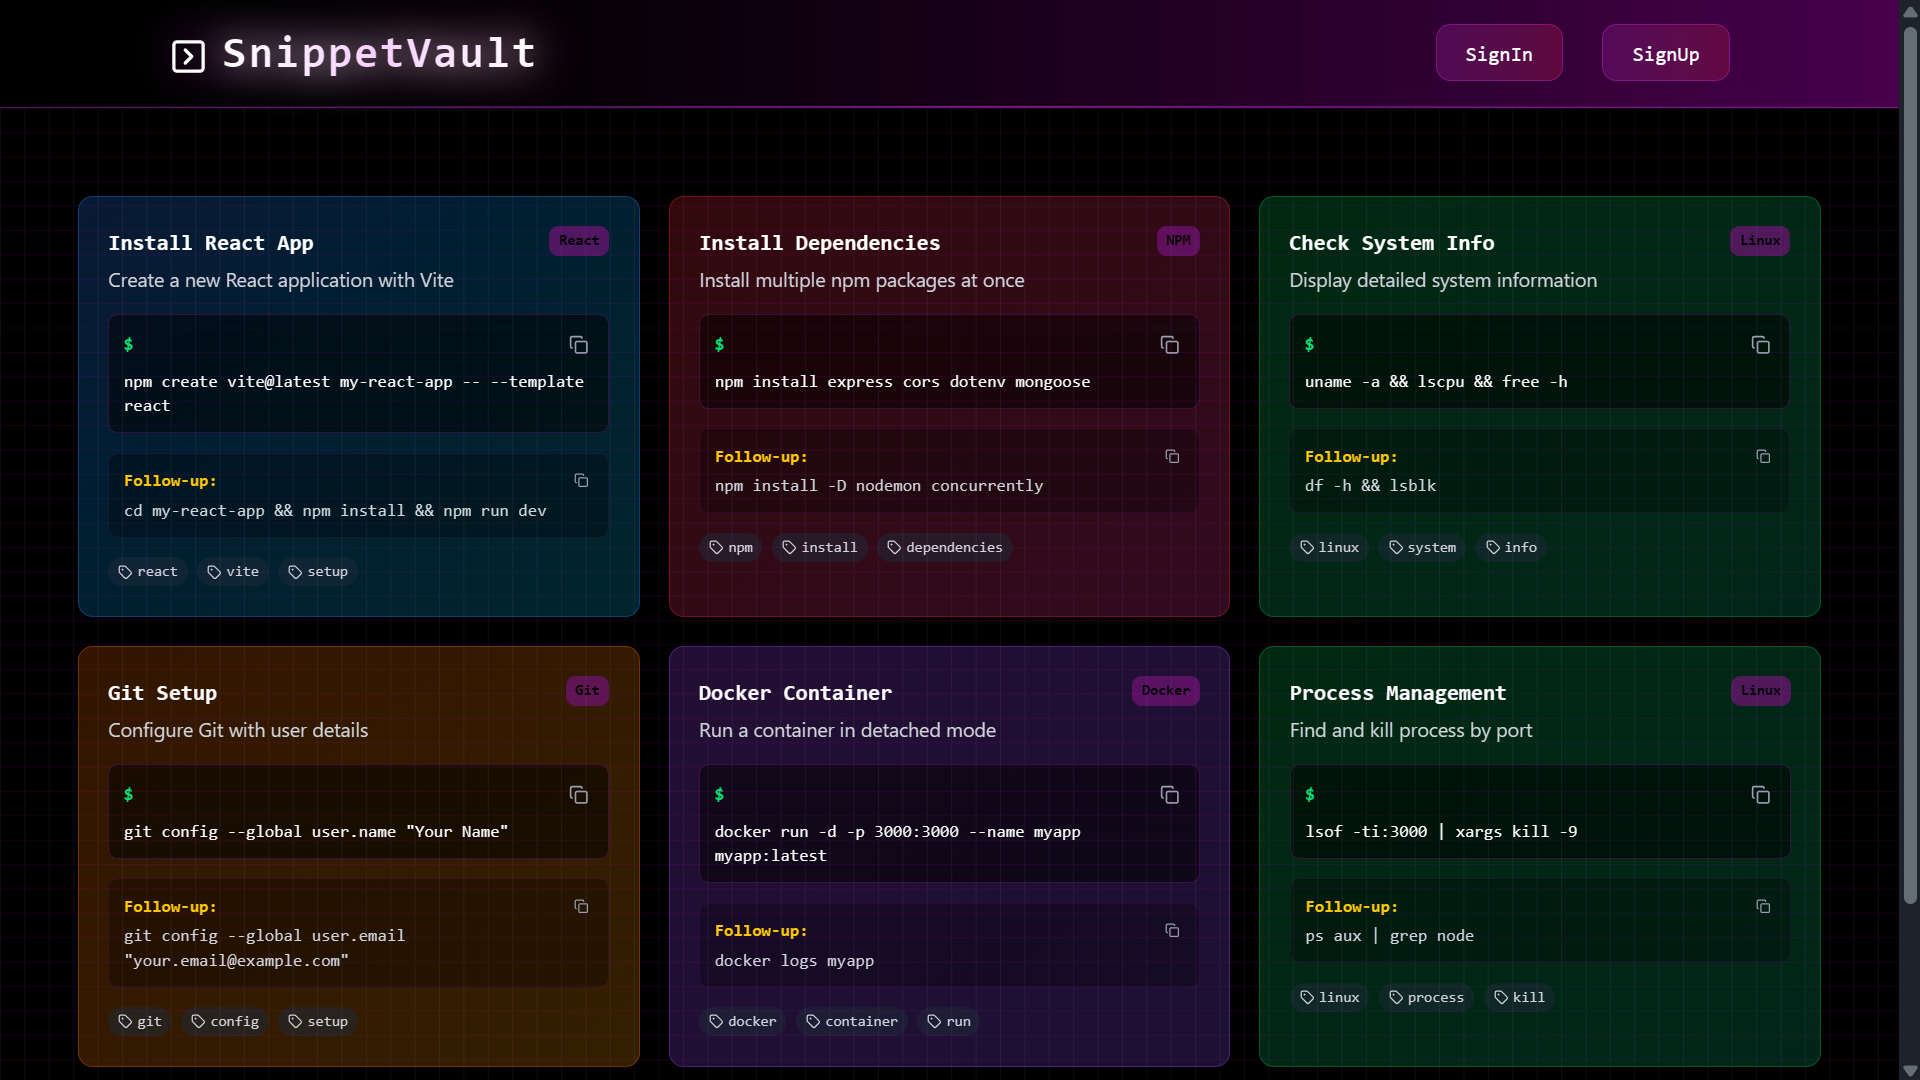 SnippetVault
SignIn
SignUp
Install React App
React
Create a new React application with Vite
$
npm create vite@latest my-react-app -- --template
react
Follow-up:
cd my-react-app && npm install && npm run dev
react
vite
setup
Install Dependencies
NPM
Install multiple npm packages at once
$
npm install express cors dotenv mongoose
Follow-up:
npm install -D nodemon concurrently
npm
install
dependencies
Check System Info
Linux
Display detailed system information
$
uname -a && lscpu && free -h
Follow-up:
df -h && lsblk
linux
system
info
Git Setup
Git
Configure Git with user details
$
git config --global user.name "Your Name"
Follow-up:
git config --global user.email
"your.email@example.com"
git
config
setup
Docker Container
Docker
Run a container in detached mode
$
docker run -d -p 3000:3000 --name myapp
myapp:latest
Follow-up:
docker logs myapp
docker
container
run
Process Management
Linux
Find and kill process by port
$
lsof -ti:3000 | xargs kill -9
Follow-up:
ps aux | grep node
linux
process
kill